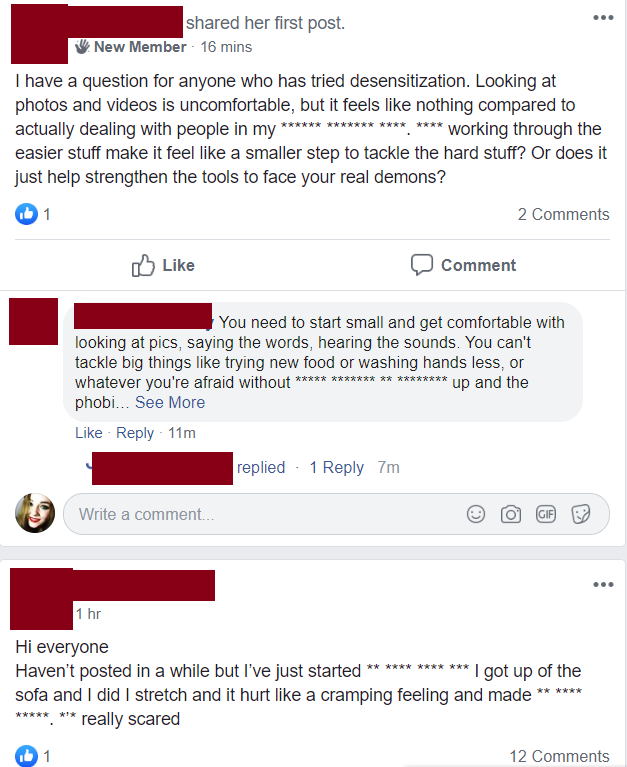 shared her first post.
New Member · 16 mins
I have a question for anyone who has tried desensitization. Looking at
photos and videos is uncomfortable, but it feels like nothing compared to
actually dealing with people in my ****** ******* ****. **** working through the
easier stuff make it feel like a smaller step to tackle the hard stuff? Or does it
just help strengthen the tools to face your real demons?
1
2 Comments
Like
Comment
You need to start small and get comfortable with
looking at pics, saying the words, hearing the sounds. You can't
tackle big things like trying new food or washing hands less, or
whatever you're afraid without ***** ******* ** ******** up and the
phobi... See More
Like · Reply · 11m
replied · 1 Reply 7m
Write a comment...
GIF
1 hr
Hi everyone
Haven't posted in a while but I've just started ** **** **** *** I got up of the
sofa and I did I stretch and it hurt like a cramping feeling and made ** ****
*****. *'* really scared
1
12 Comments